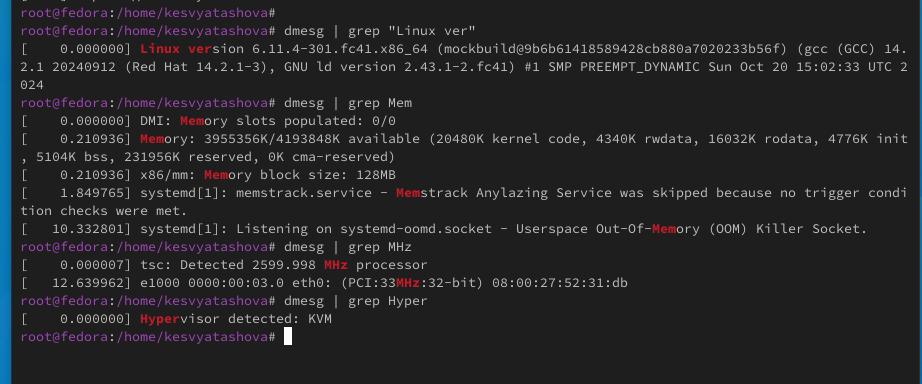 root@fedora:/home/kesvyatashova#
root@fedora:/home/kesvyatashova# dmesg | grep "Linux ver"
[    0.000000] Linux version 6.11.4-301.fc41.x86_64 (mockbuild@9b6b61418589428cb880a7020233b56f) (gcc (GCC) 14.
2.1 20240912 (Red Hat 14.2.1-3), GNU ld version 2.43.1-2.fc41) #1 SMP PREEMPT_DYNAMIC Sun Oct 20 15:02:33 UTC 2
024
root@fedora:/home/kesvyatashova# dmesg | grep Mem
[    0.000000] DMI: Memory slots populated: 0/0
[    0.210936] Memory: 3955356K/4193848K available (20480K kernel code, 4340K rwdata, 16032K rodata, 4776K init
, 5104K bss, 231956K reserved, 0K cma-reserved)
[    0.210936] x86/mm: Memory block size: 128MB
[    1.849765] systemd[1]: memstrack.service - Memstrack Anylazing Service was skipped because no trigger condi
tion checks were met.
[   10.332801] systemd[1]: Listening on systemd-oomd.socket - Userspace Out-Of-Memory (OOM) Killer Socket.
root@fedora:/home/kesvyatashova# dmesg | grep MHz
[    0.000007] tsc: Detected 2599.998 MHz processor
[   12.639962] e1000 0000:00:03.0 eth0: (PCI:33MHz:32-bit) 08:00:27:52:31:db
root@fedora:/home/kesvyatashova# dmesg | grep Hyper
[    0.000000] Hypervisor detected: KVM
root@fedora:/home/kesvyatashova#